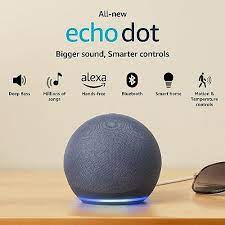 All-new
echo dot
Bigger sound, Smarter controls
Deep Bass
Millions of songs
alexa
Hands-free
Bluetooth
Smart home
Motion &
Temperature
controls